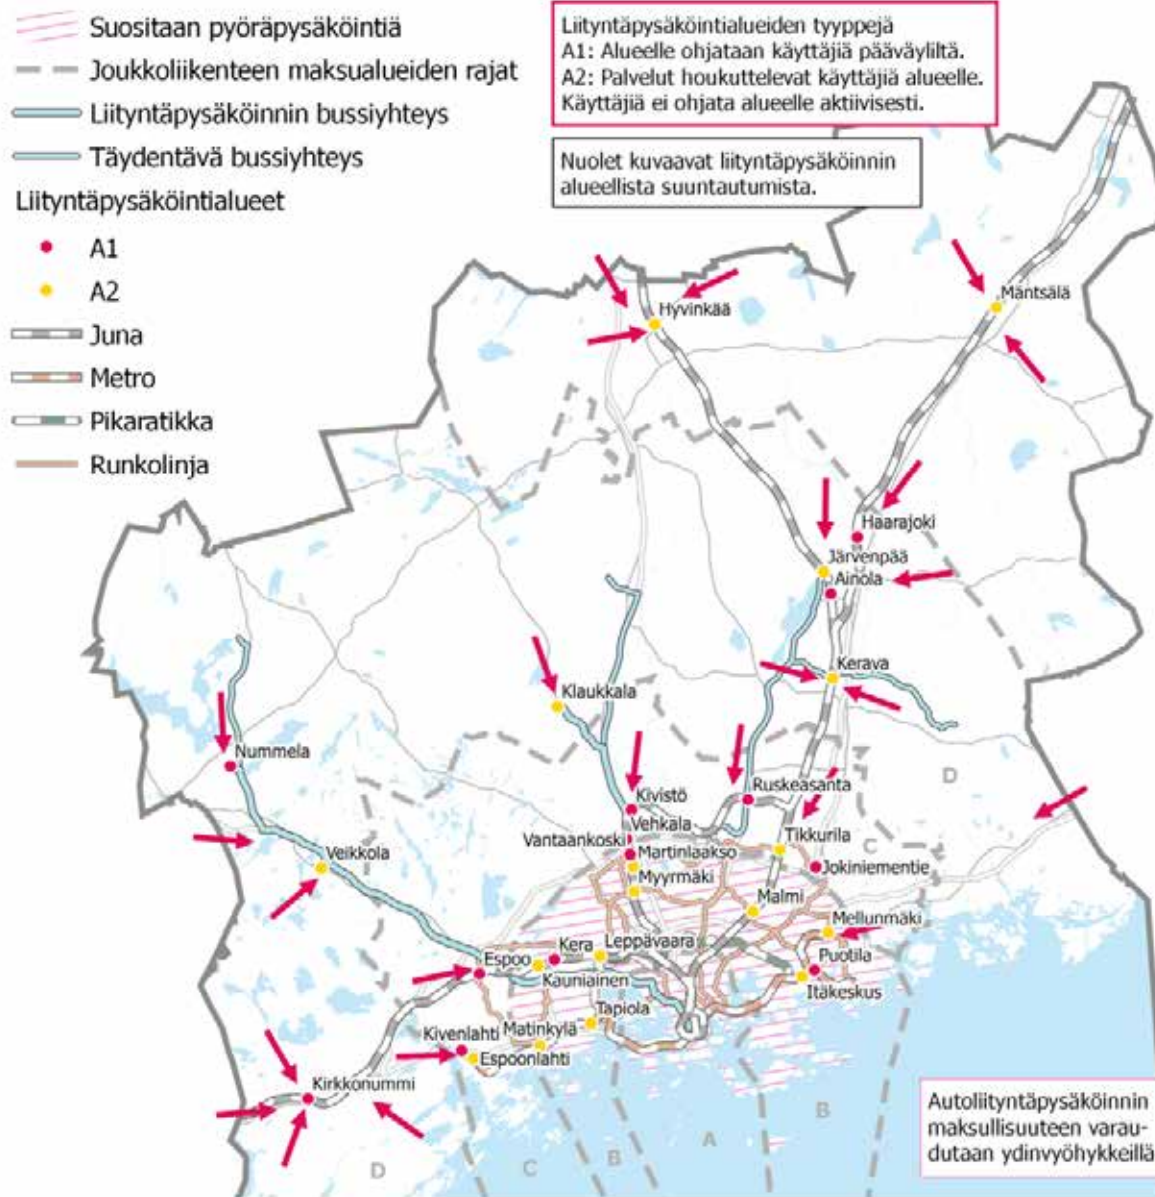 Suositaan pyöräpysäköintiä
Joukkoliikenteen maksualueiden rajat
Liityntäpysäköinnin bussiyhteys
Täydentävä bussiyhteys
Liityntäpysäköintialueet
A1
A2
Juna
Metro
Pikaratikka
Runkolinja
Liityntäpysäköintialueiden tyyppejä
A1: Alueelle ohjataan käyttäjiä pääväyliltä.
A2: Palvelut houkuttelevat käyttäjiä alueelle.
Käyttäjiä ei ohjata alueelle aktiivisesti.
Nuolet kuvaavat liityntäpysäköinnin
alueellista suuntautumista.
Hyvinkää
Mäntsälä
Haarajoki
Järvenpää
Ainola
Kerava
Klaukkala
Nummela
D
Kivistö
Ruskeasanta
Vehkala
Vantaankoski
Martinlaakso
Tikkurila
C
Jokiniementie
Veikkola
Myyrmäki
Malmi
Mellunmäki
Espoo
Kera
Leppävaara
Puotila
Kauniainen
Itäkeskus
Tapiola
Kivenlahti
Matinkylä
Espoonlahti
Kirkkonummi
D
C
B
A
B
Autoliityntäpysäköinnin
maksullisuuteen varau-
dutaan ydinvyöhykkeillä